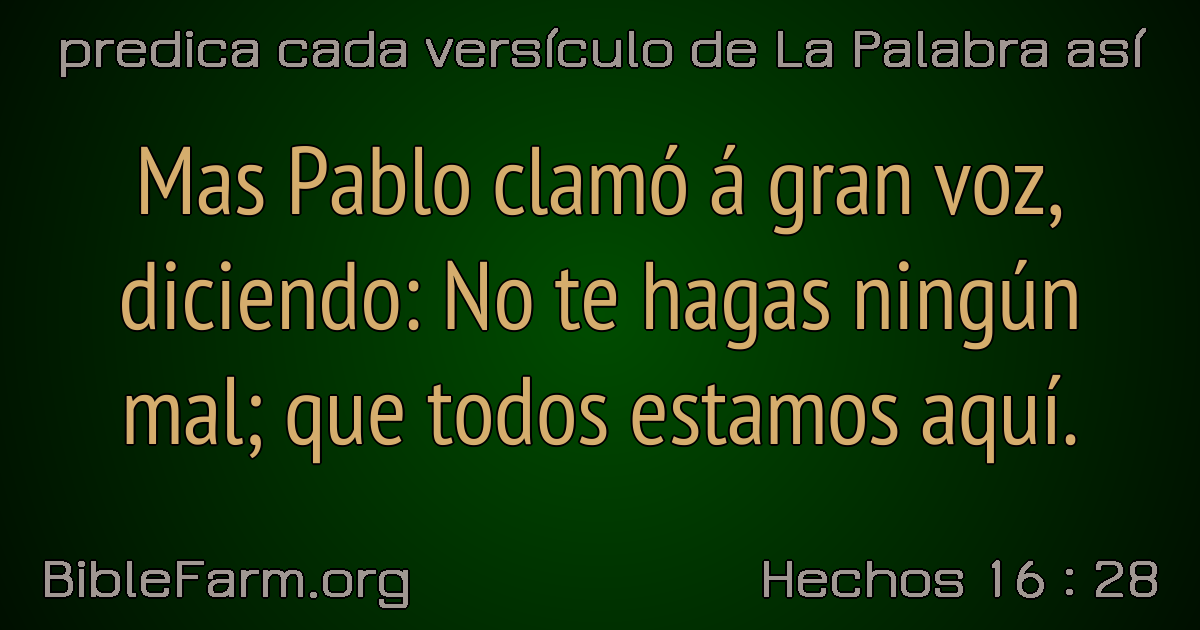 predica cada versículo de La Palabra así
Mas Pablo clamó á gran voz,
diciendo: No te hagas ningún
mal; que todos estamos aquí.
BibleFarm.org
Hechos 16 : 28